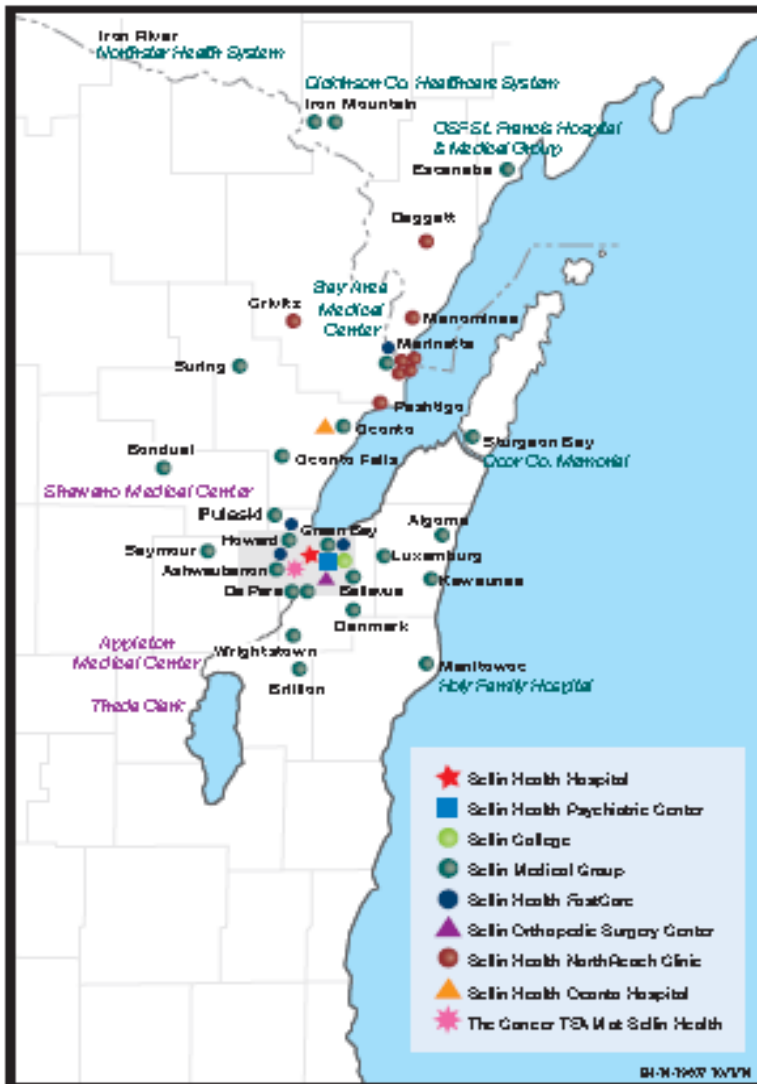 Iron River
Northstar Health System
Dickinson Co. Healthcare System
Iron Mountain
OSF St. Francis Hospital
& Medical Group
Escanaba
Daggett
Bay Area
Medical
Center
Crivitz
Menominee
Marinette
Suring
Peshtigo
Oconto
Sturgeon Bay
Door Co. Memorial
Bonduel
Oconto Falls
Shawano Medical Center
Pulaski
Algoma
Howard
Green Bay
Seymour
Luxemburg
Ashwaubenon
Kewaunee
De Pere
Bellevue
Denmark
Appleton
Medical Center
Wrightstown
Manitowoc
Holy Family Hospital
Brillion
Theda Clark
Bellin Health Hospital
Bellin Health Psychiatric Center
Bellin College
Bellin Medical Group
Bellin Health FastCare
Bellin Orthopedic Surgery Center
Bellin Health NorthReach Clinic
Bellin Health Oconto Hospital
The Cancer TEAM at Bellin Health